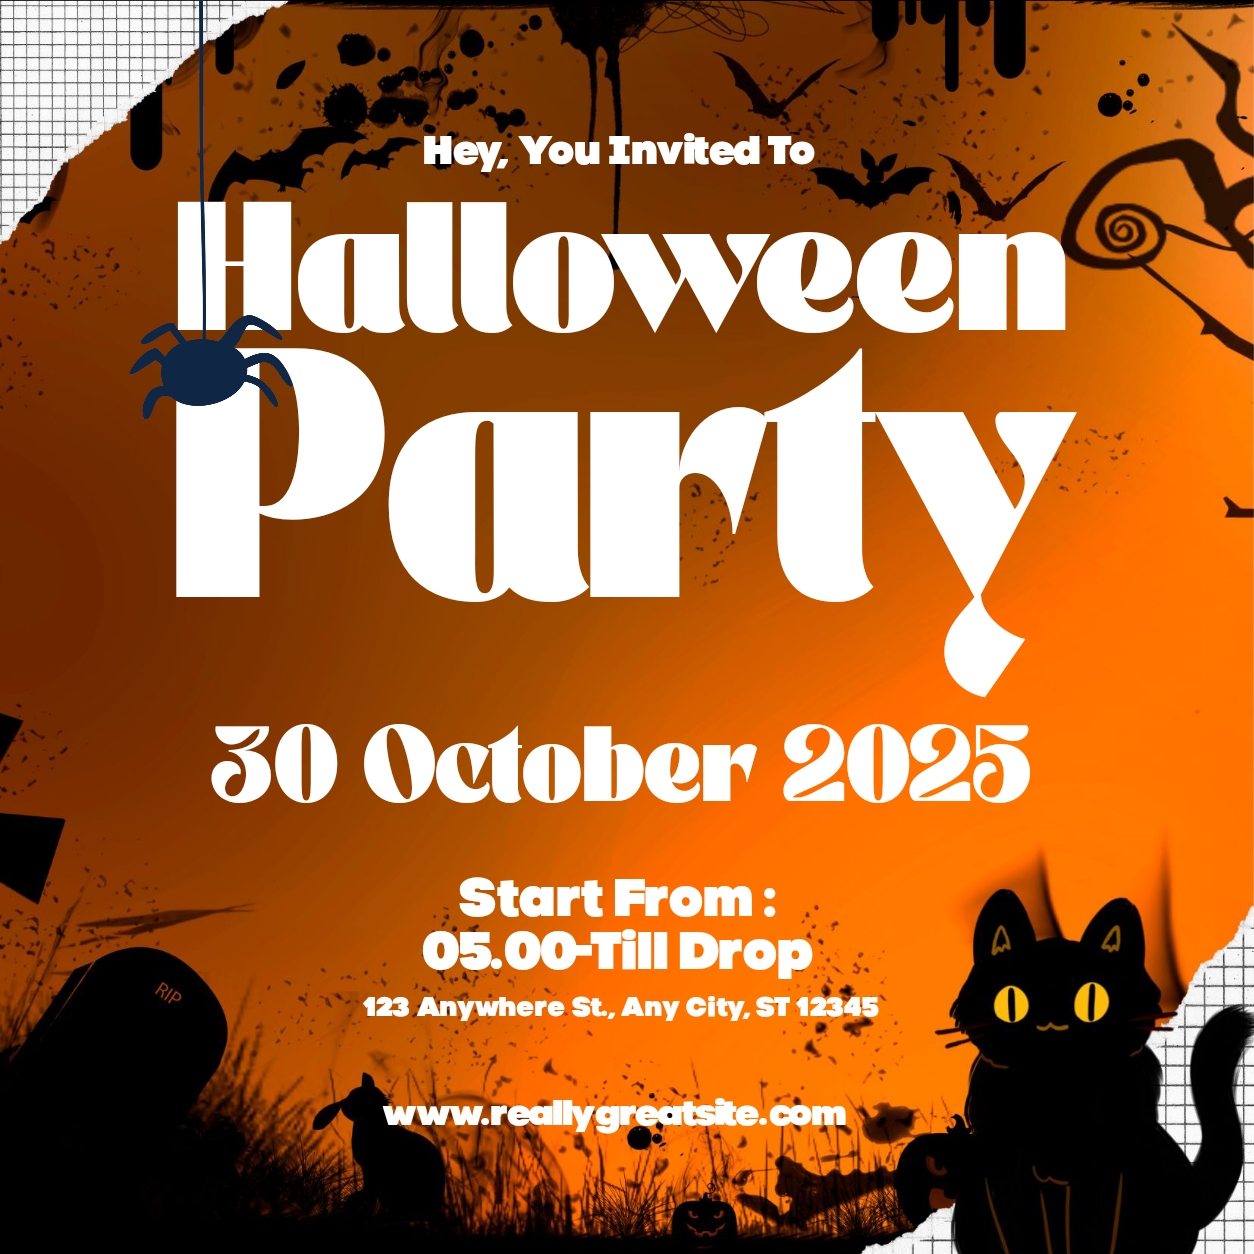 Hey, You Invited To
Halloween
Party
30 October 2025
Start From :
05.00-Till Drop
123 Anywhere St., Any City, ST 12345
RIP
www.reallygreatsite.com